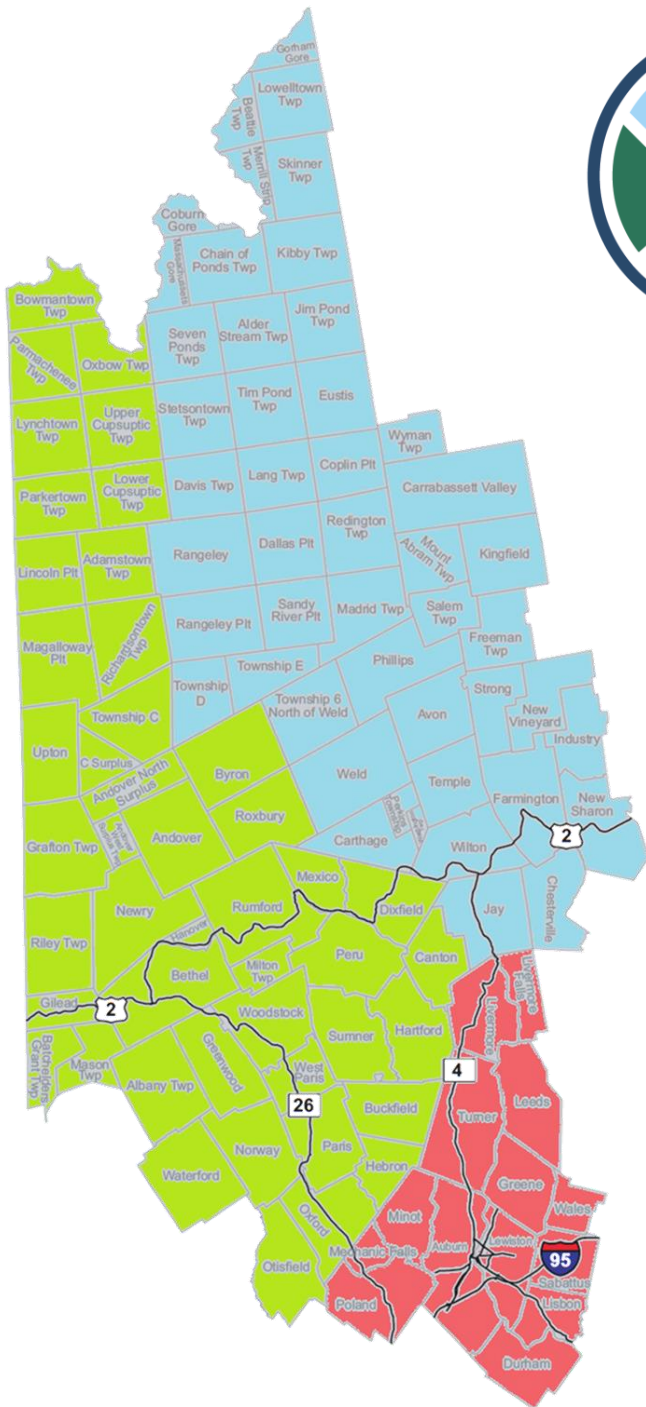 Gorham
Gore
Lowelltown
Twp
Beattie
Twp
Merrill Strip
Twp
Skinner
Twp
Coburn
Gore
Massachusetts
Gore
Chain of
Ponds Twp
Kibby Twp
Bowmantown
Twp
Parmachenee
Twp
Oxbow Twp
Seven
Ponds
Twp
Alder
Stream Twp
Jim Pond
Twp
Lynchtown
Twp
Upper
Cupsuptic
Twp
Stetsontown
Twp
Tim Pond
Twp
Eustis
Wyman
Twp
Parkertown
Twp
Lower
Cupsuptic
Twp
Davis Twp
Lang Twp
Coplin Plt
Carrabassett Valley
Lincoln Plt
Adamstown
Twp
Rangeley
Dallas Plt
Redington
Twp
Mount
Abram Twp
Kingfield
Magalloway
Plt
Richardsontown
Twp
Rangeley Plt
Sandy
River Plt
Madrid Twp
Salem
Twp
Freeman
Twp
Township C
Township
D
Township E
Township 6
North of Weld
Phillips
Strong
New
Vineyard
Industry
Upton
C Surplus
Andover North
Surplus
Byron
Weld
Avon
Temple
Farmington
New
Sharon
Grafton Twp
Andover
West
Surplus Twp
Andover
Roxbury
Carthage
Perkins
Township
Wilton
2
Riley Twp
Newry
Hanover
Rumford
Mexico
Dixfield
Jay
Chesterville
Gilead
2
Bethel
Milton
Twp
Peru
Canton
Livermore
Livermore
Falls
Batchelders
Grant Twp
Mason
Twp
Albany Twp
Greenwood
Woodstock
Sumner
Hartford
West
Paris
26
4
Turner
Leeds
Waterford
Norway
Paris
Buckfield
Hebron
Greene
Wales
Otisfield
Oxford
Minot
Mechanic Falls
Auburn
Lewiston
95
Sabattus
Poland
Lisbon
Durham